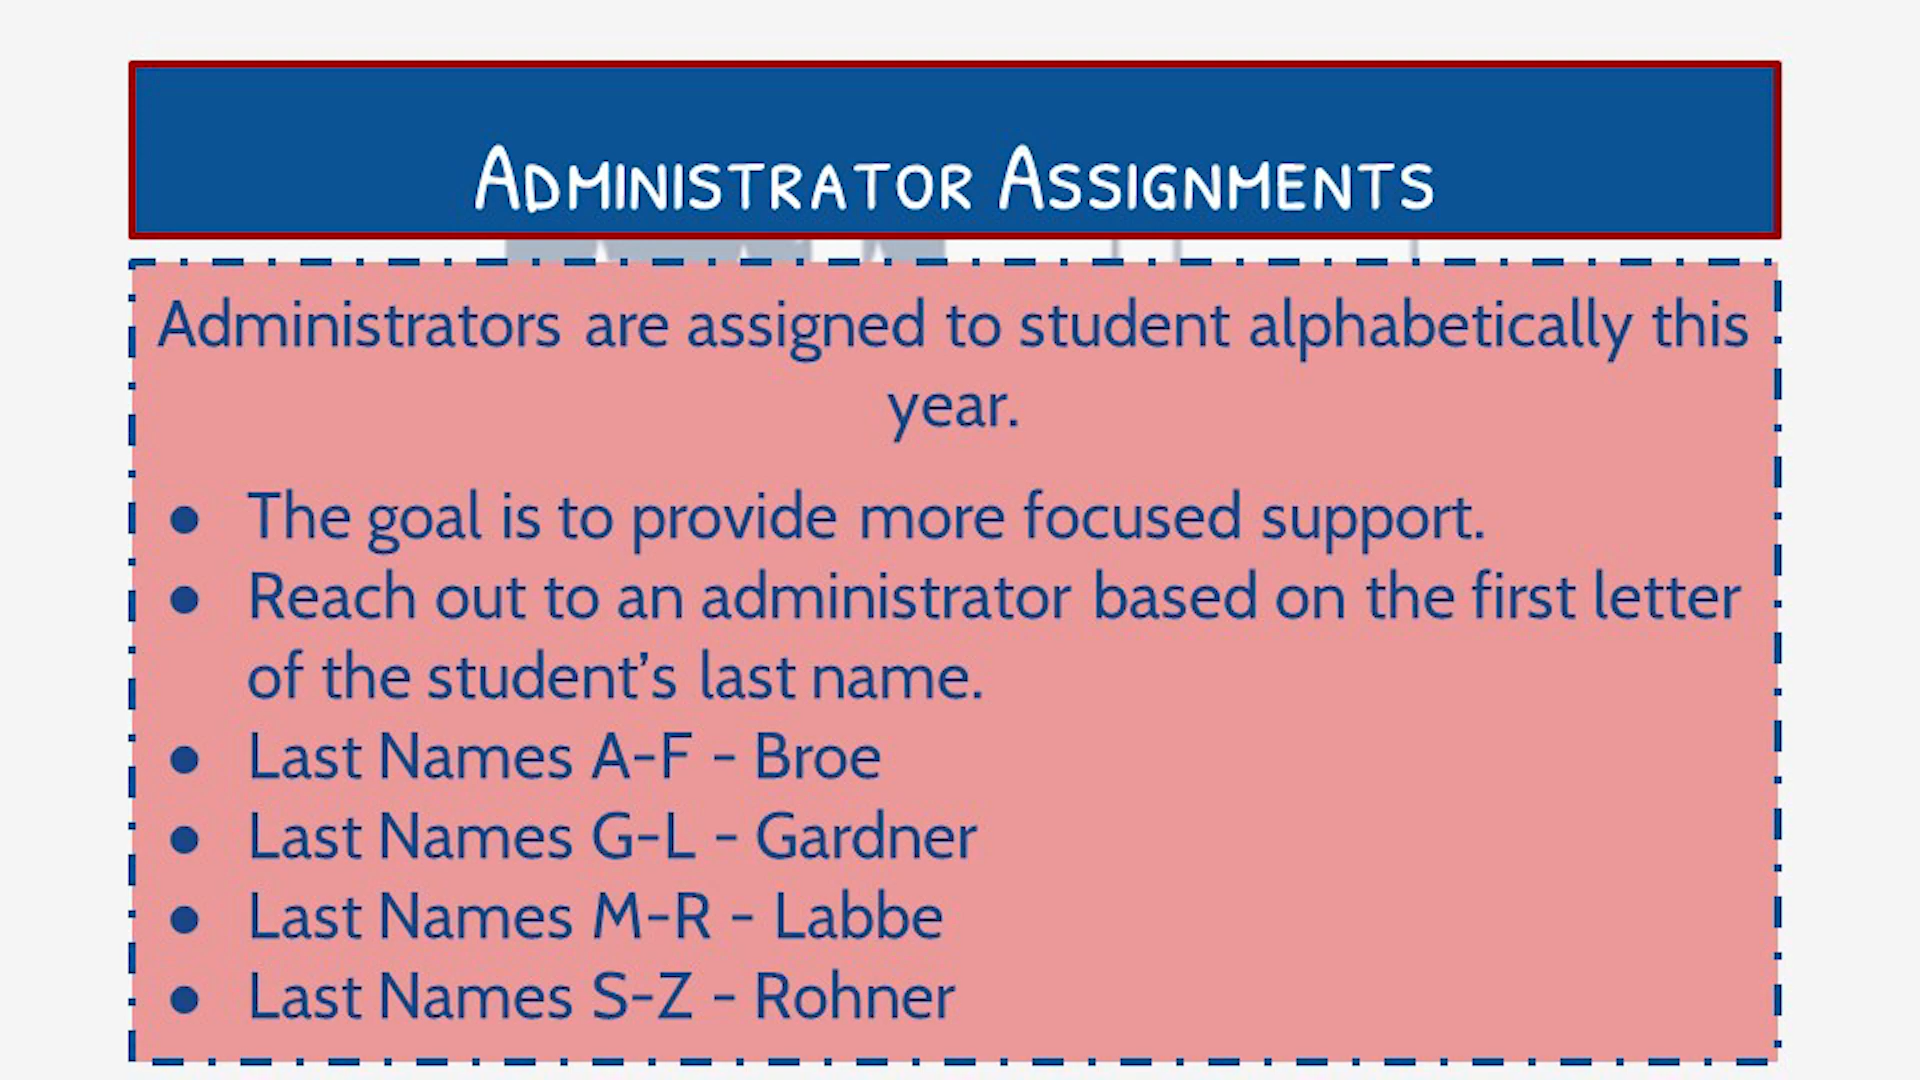 Administrator Assignments
Administrators are assigned to student alphabetically this
year.
● The goal is to provide more focused support.
● Reach out to an administrator based on the first letter
of the student’s last name.
● Last Names A-F - Broe
● Last Names G-L - Gardner
● Last Names M-R - Labbe
● Last Names S-Z - Rohner